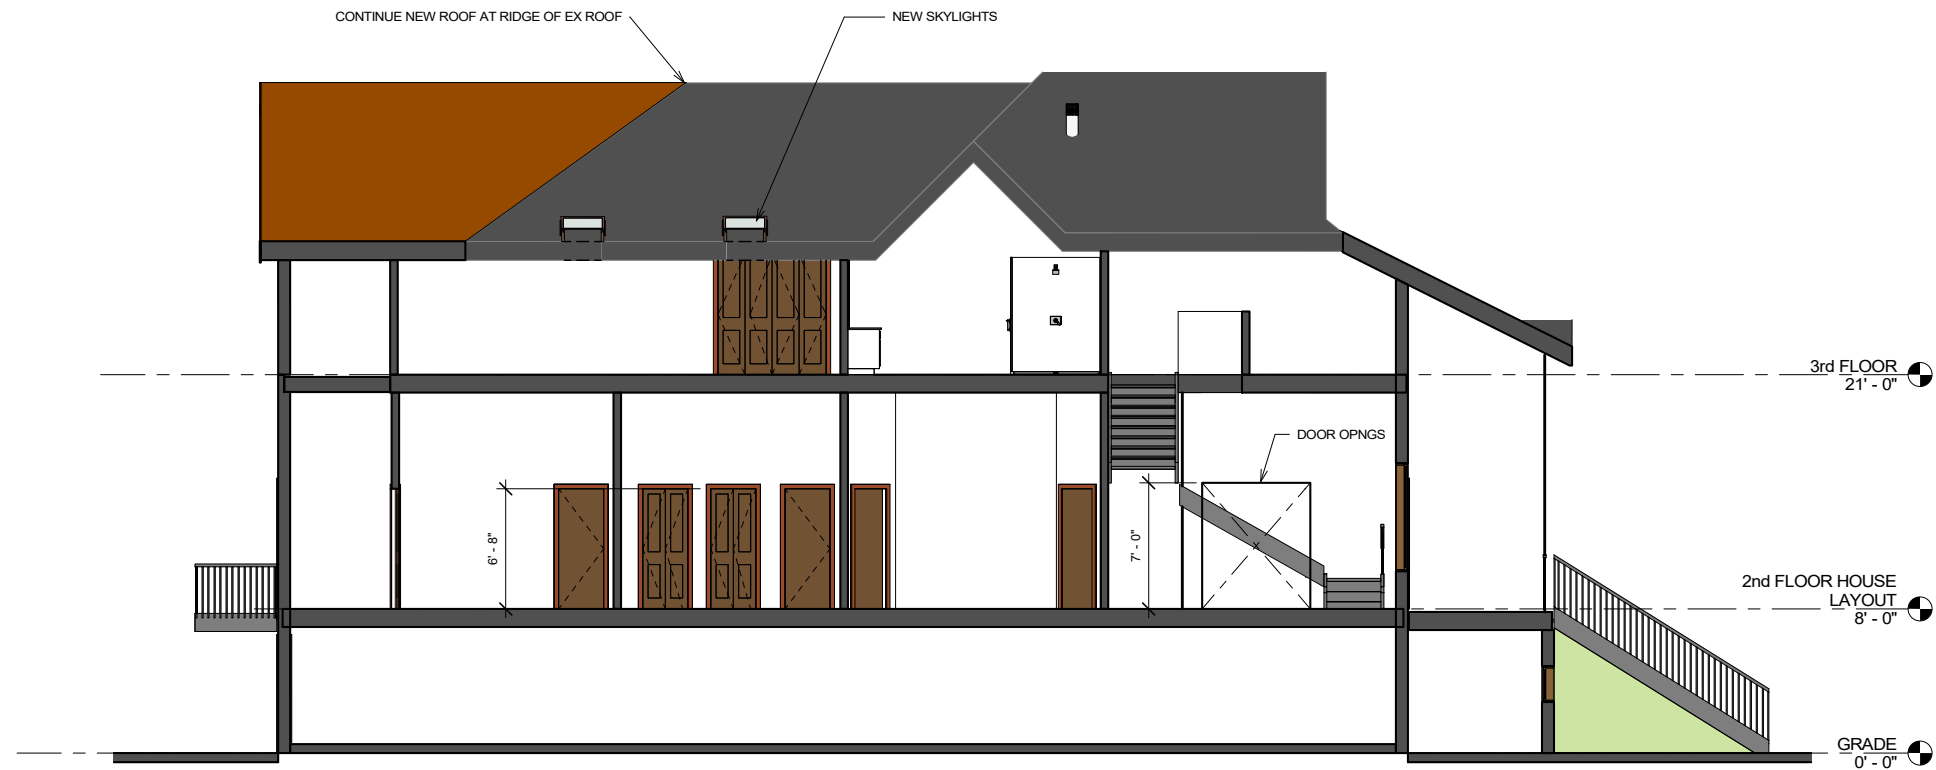 CONTINUE NEW ROOF AT RIDGE OF EX ROOF
NEW SKYLIGHTS
3rd FLOOR
21' - 0"
DOOR OPNGS
6' - 8"
7' - 0"
2nd FLOOR HOUSE
LAYOUT
8' - 0"
GRADE
0' - 0"